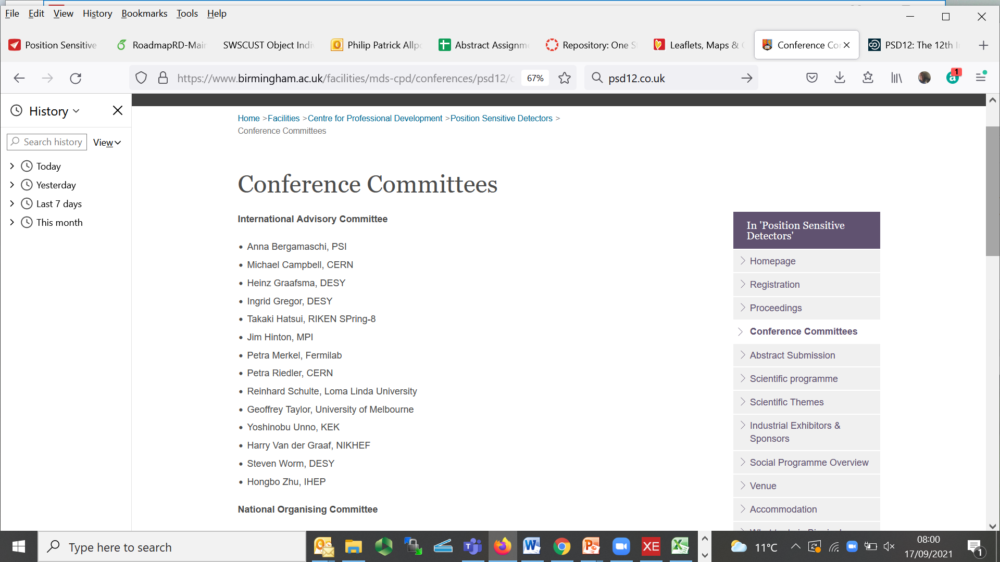 File Edit View History Bookmarks Tools Help
Position Sensitive
RoadmapRD-Main
SWSCUST Object Indi
Philip Patrick Allpo
Abstract Assignme
Repository: One S
Leaflets, Maps &
Conference Co
PSD12: The 12th I
https://www.birmingham.ac.uk/facilities/mds-cpd/conferences/psd12/c
67%
psd12.co.uk
1
History
Search history
View
Today
Yesterday
Last 7 days
This month
Home >Facilities >Centre for Professional Development >Position Sensitive Detectors >
Conference Committees
Conference Committees
International Advisory Committee
• Anna Bergamaschi, PSI
• Michael Campbell, CERN
• Heinz Graafsma, DESY
• Ingrid Gregor, DESY
• Takaki Hatsui, RIKEN SPring-8
• Jim Hinton, MPI
• Petra Merkel, Fermilab
• Petra Riedler, CERN
• Reinhard Schulte, Loma Linda University
• Geoffrey Taylor, University of Melbourne
• Yoshinobu Unno, KEK
• Harry Van der Graaf, NIKHEF
• Steven Worm, DESY
• Hongbo Zhu, IHEP
National Organising Committee
In 'Position Sensitive
Detectors'
Homepage
Registration
Proceedings
Conference Committees
Abstract Submission
Scientific programme
Scientific Themes
Industrial Exhibitors &
Sponsors
Social Programme Overview
Venue
Accommodation
Type here to search
XE
11°C
08:00
17/09/2021
1